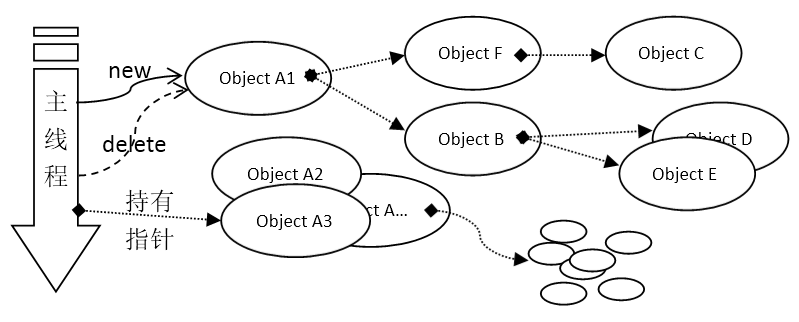 主
线
程
new
delete
持有
指针
Object A1
Object F
Object C
Object B
Object D
Object E
Object A2
Object A3
ct A...